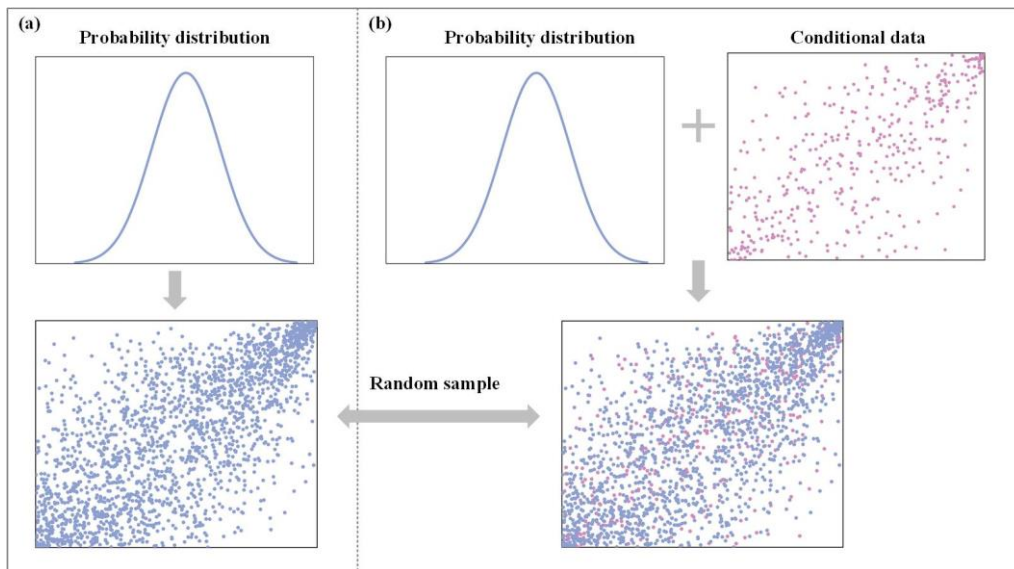 (a)
Probability distribution
(b)
Probability distribution
Conditional data
Random sample